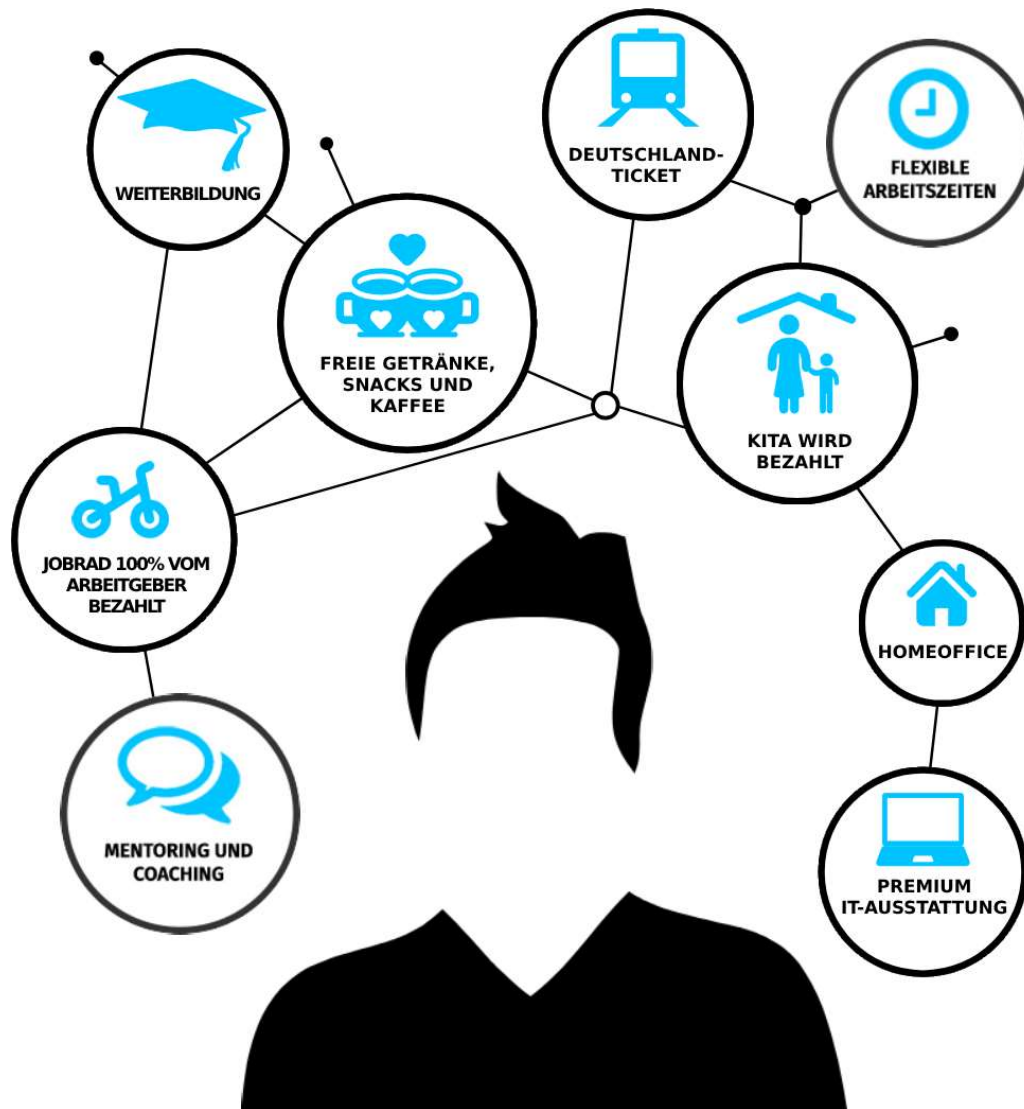 WEITERBILDUNG
DEUTSCHLAND-
TICKET
FLEXIBLE
ARBEITSZEITEN
FREIE GETRÄNKE,
SNACKS UND
KAFFEE
KITA WIRD
BEZAHLT
JOBRAD 100% VOM
ARBEITGEBER
BEZAHLT
HOMEOFFICE
MENTORING UND
COACHING
PREMIUM
IT-AUSSTATTUNG